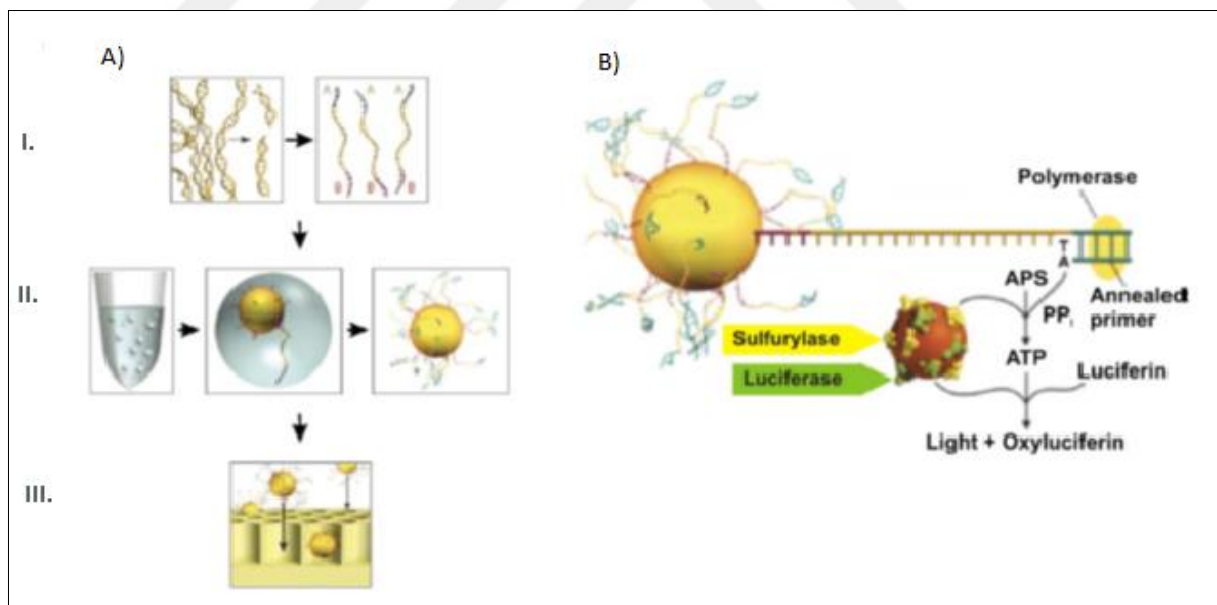 A)
B)
I.
A A A
B B B
II.
III.
Polymerase
T
A
APS
PPi
Annealed
primer
Sulfurylase
Luciferase
ATP
Luciferin
Light + Oxyluciferin